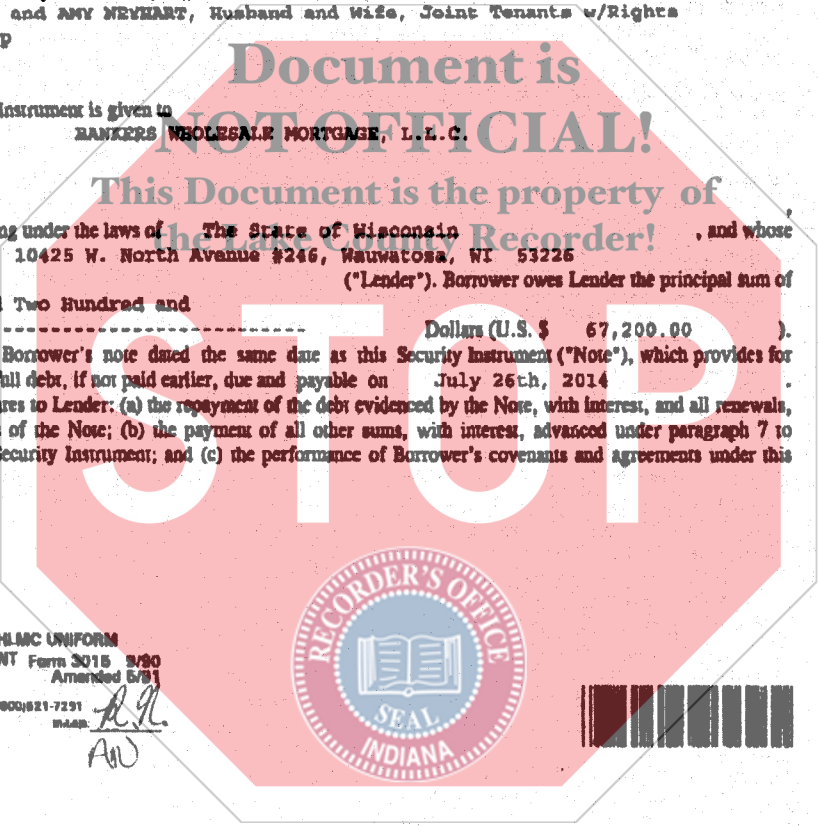 and AMY NEYHART, Husband and Wife, Joint Tenants w/Rights
p
Document is
NOT OFFICIAL!
This Document is the property of
the Lake County Recorder!
STOP
Instrument is given to
BANKERS WHOLESALE MORTGAGE, L.L.C.
,
ng under the laws of The State of Wisconsin , and whose
10425 W. North Avenue #246, Wauwatosa, WI 53226
("Lender"). Borrower owes Lender the principal sum of
Two Hundred and
------------------------------ Dollars (U.S. $ 67,200.00 ).
Borrower's note dated the same date as this Security Instrument ("Note"), which provides for
ull debt, if not paid earlier, due and payable on July 26th, 2014 .
res to Lender: (a) the repayment of the debt evidenced by the Note, with interest, and all renewals,
of the Note; (b) the payment of all other sums, with interest, advanced under paragraph 7 to
ecurity Instrument; and (c) the performance of Borrower's covenants and agreements under this
RECORDER'S OFFICE
SEAL
INDIANA
HLMC UNIFORM
NT Form 3015 9/90
Amended 5/91
800)521-7291
AN